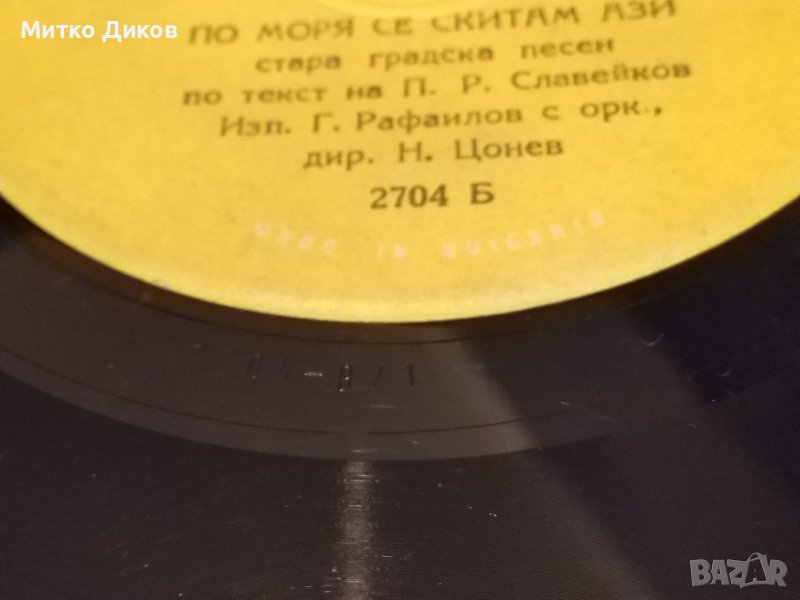 Митко Диков
ПО МОРЯ СЕ СКИТАМ АЗИ
стара градска песен
по текст на П. Р. Славейков
Изп. Г. Рафаилов с орк.,
дир. Н. Цонев
2704 Б
MADE IN BULGARIA
BAZAR